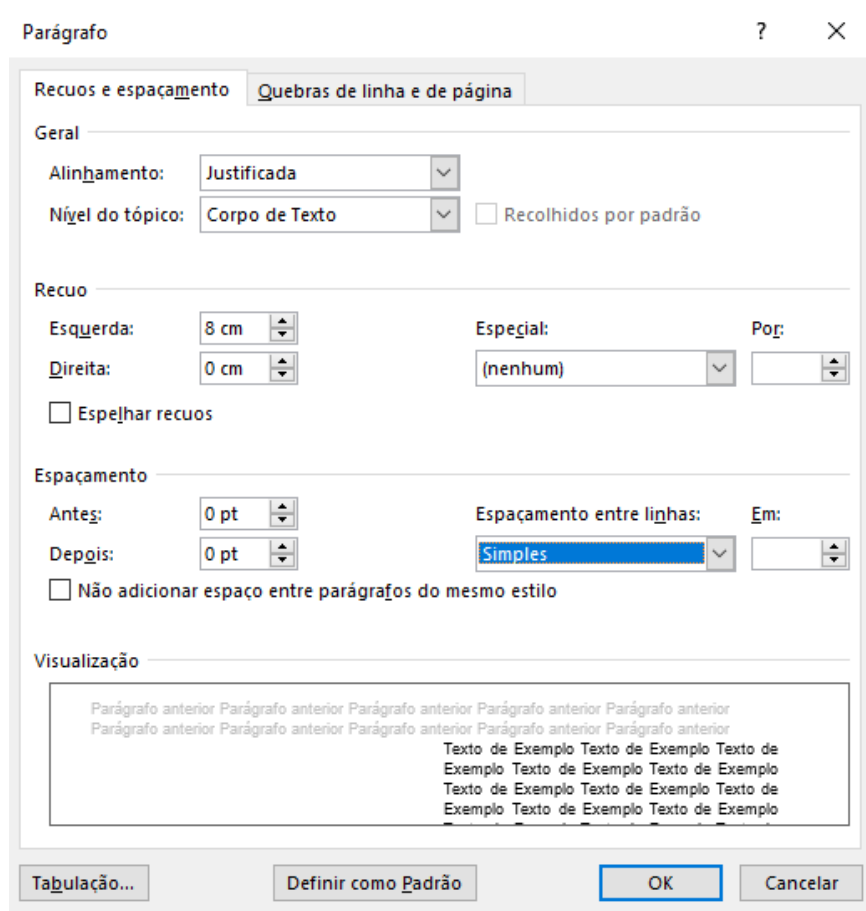 Parágrafo ?
Recuos e espaçamento Quebras de linha e de página
Geral
Alinhamento: Justificada
Nível do tópico: Corpo de Texto Recolhidos por padrão
Recuo
Esquerda: 8 cm Especial: Por:
Direita: 0 cm (nenhum)
Espelhar recuos
Espaçamento
Antes: 0 pt Espaçamento entre linhas: Em:
Depois: 0 pt Simples
Não adicionar espaço entre parágrafos do mesmo estilo
Visualização
Parágrafo anterior Parágrafo anterior Parágrafo anterior Parágrafo anterior Parágrafo anterior
Parágrafo anterior Parágrafo anterior Parágrafo anterior Parágrafo anterior Parágrafo anterior
Texto de Exemplo Texto de Exemplo Texto de
Exemplo Texto de Exemplo Texto de Exemplo
Texto de Exemplo Texto de Exemplo Texto de
Exemplo Texto de Exemplo Texto de Exemplo
Tabulação... Definir como Padrão OK Cancelar